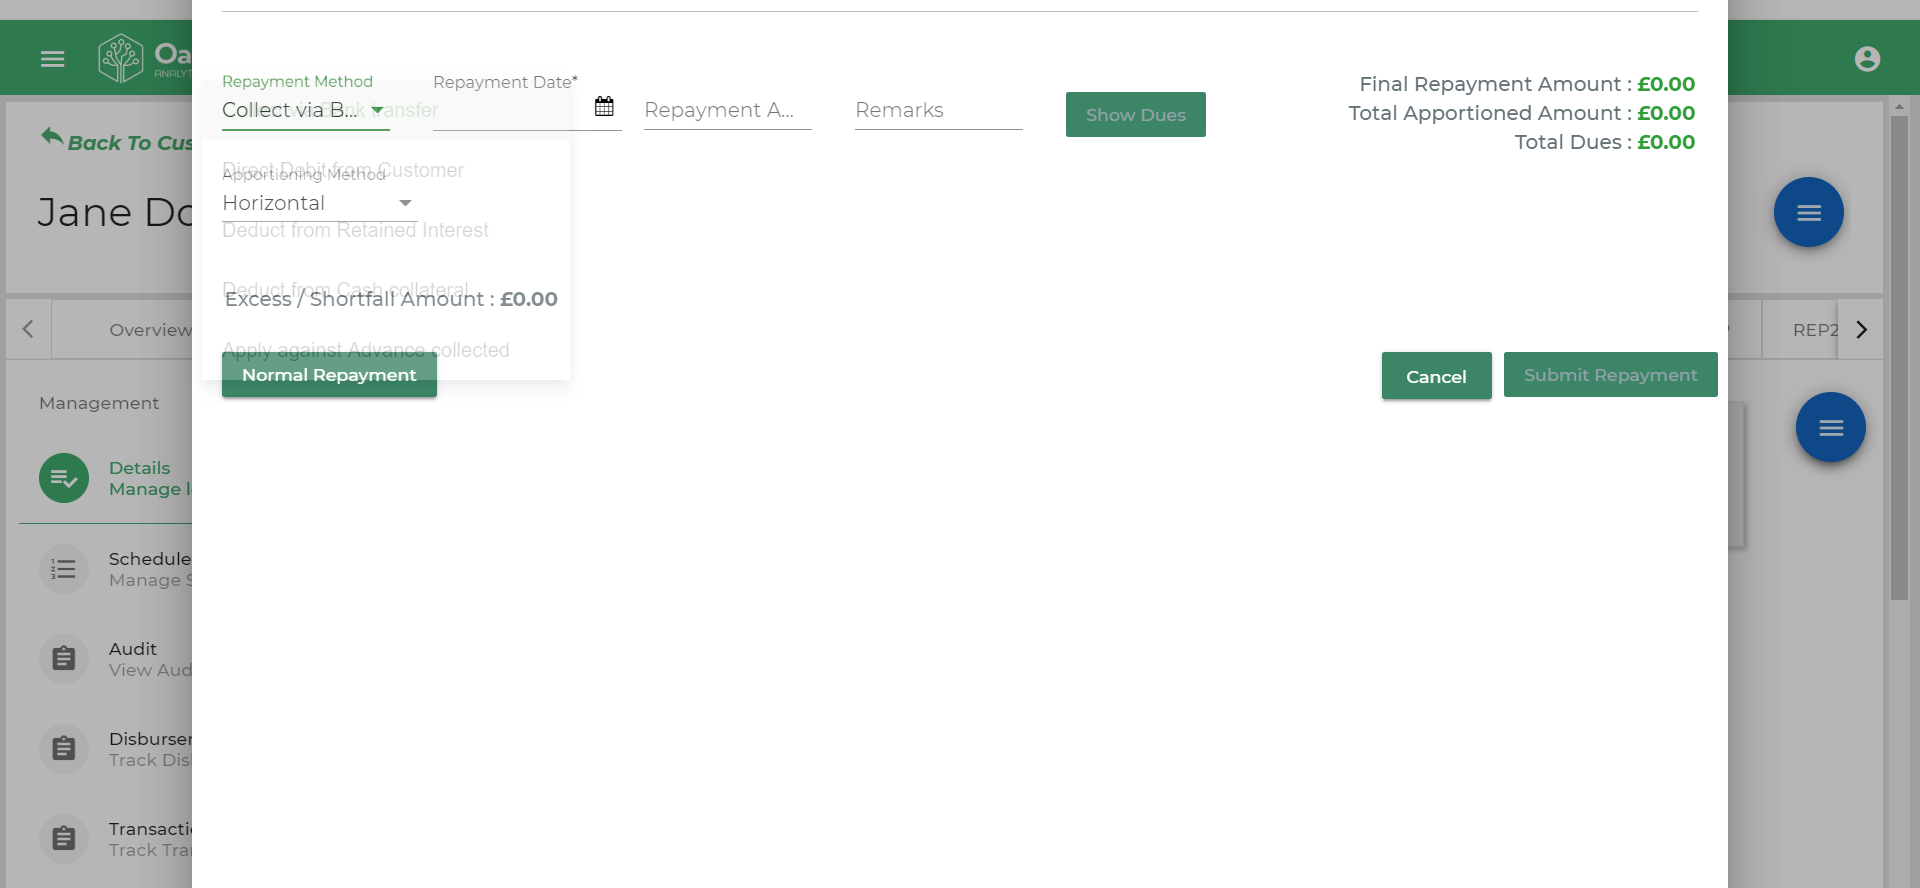 Oa
ANALYT
Back To Cus
Jane Do
Overview
REP2
Management
Details
Manage l
Schedule
Manage S
Audit
View Aud
Disburse
Track Dis
Transacti
Track Tra
Repayment Method
Collect via B...
Collect via Bank transfer
Direct Debit from Customer
Deduct from Retained Interest
Deduct from Cash collateral
Apply against Advance collected
Repayment Date*
Repayment A...
Remarks
Show Dues
Final Repayment Amount : £0.00
Total Apportioned Amount : £0.00
Total Dues : £0.00
Apportioning Method
Horizontal
Excess / Shortfall Amount : £0.00
Normal Repayment
Cancel
Submit Repayment